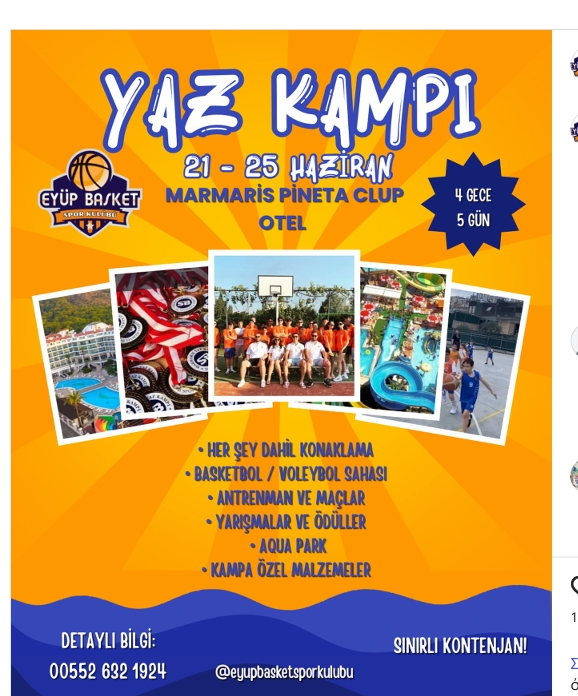 YAZ KAMPI
21 - 25 HAZİRAN
MARMARİS PİNETA CLUP
OTEL
EYÜP BASKET
SPOR KULÜBÜ
4 GECE
5 GÜN
• HER ŞEY DAHİL KONAKLAMA
• BASKETBOL / VOLEYBOL SAHASI
• ANTRENMAN VE MAÇLAR
• YARIŞMALAR VE ÖDÜLLER
• AQUA PARK
• KAMPA ÖZEL MALZEMELER
DETAYLI BİLGİ:
00552 632 1924
@eyupbasketsporkulubu
SINIRLI KONTENJAN!